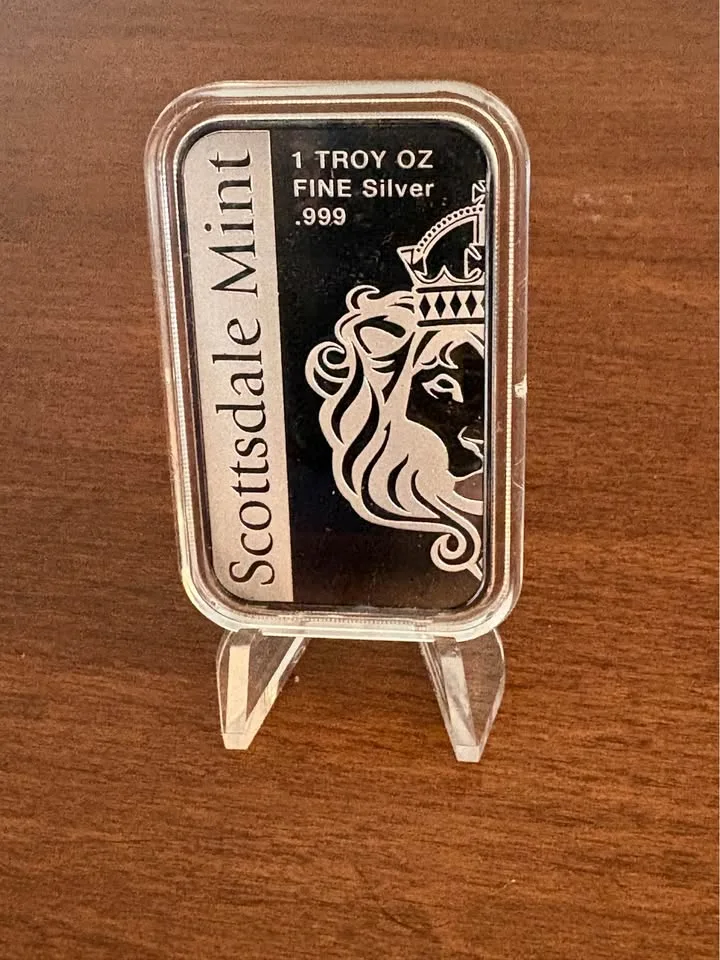 Scottsdale Mint
1 TROY OZ
FINE Silver
.999